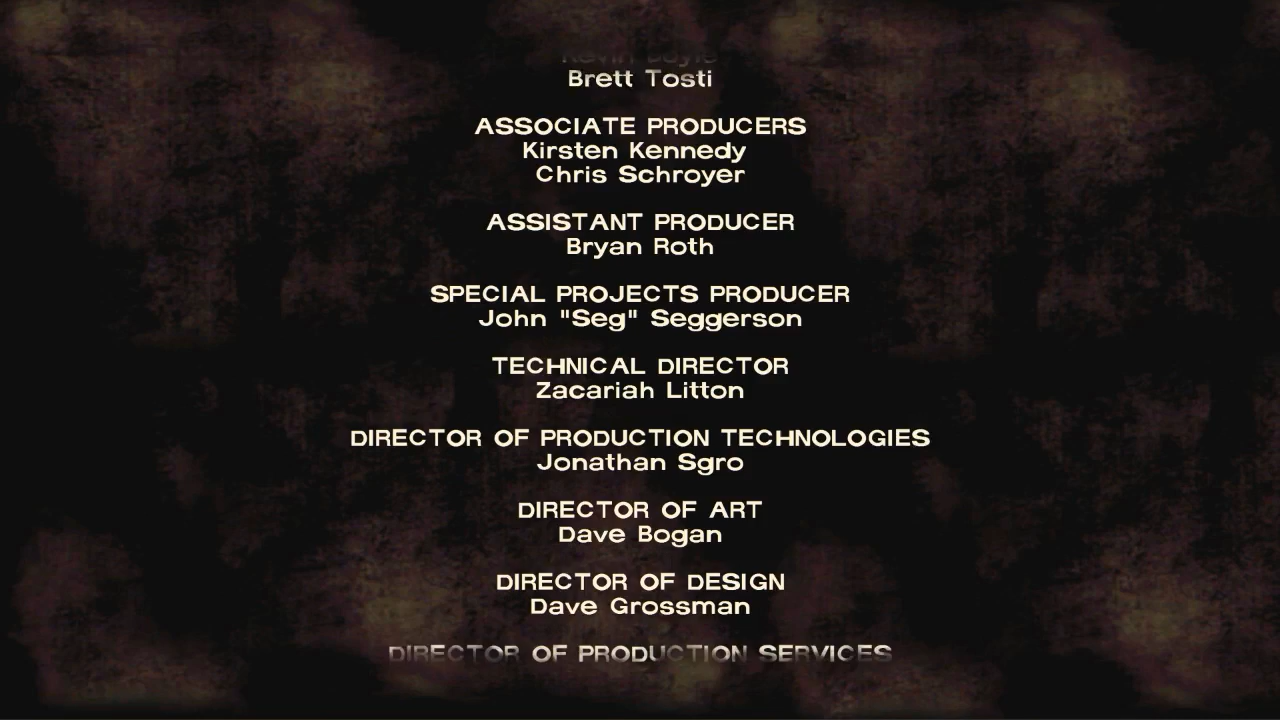 Brett Tosti
ASSOCIATE PRODUCERS
Kirsten Kennedy
Chris Schroyer
ASSISTANT PRODUCER
Bryan Roth
SPECIAL PROJECTS PRODUCER
John "Seg" Seggerson
TECHNICAL DIRECTOR
Zacariah Litton
DIRECTOR OF PRODUCTION TECHNOLOGIES
Jonathan Sgro
DIRECTOR OF ART
Dave Bogan
DIRECTOR OF DESIGN
Dave Grossman
DIRECTOR OF PRODUCTION SERVICES